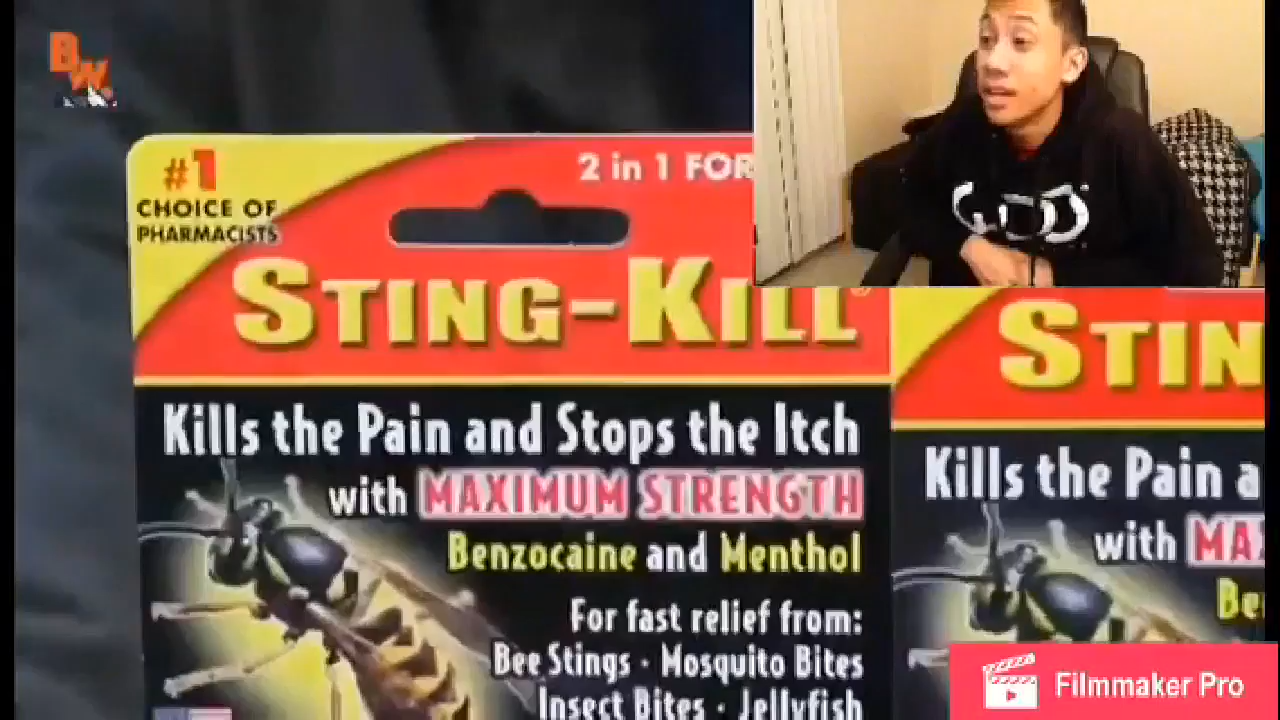 BW.
#1
CHOICE OF
PHARMACISTS
2 in 1 FOR
STING-KILL®
Kills the Pain and Stops the Itch
with MAXIMUM STRENGTH
Benzocaine and Menthol
For fast relief from:
Bee Stings · Mosquito Bites
Insect Bites · Jellyfish
STIN
Kills the Pain a
with MA
Be
Filmmaker Pro